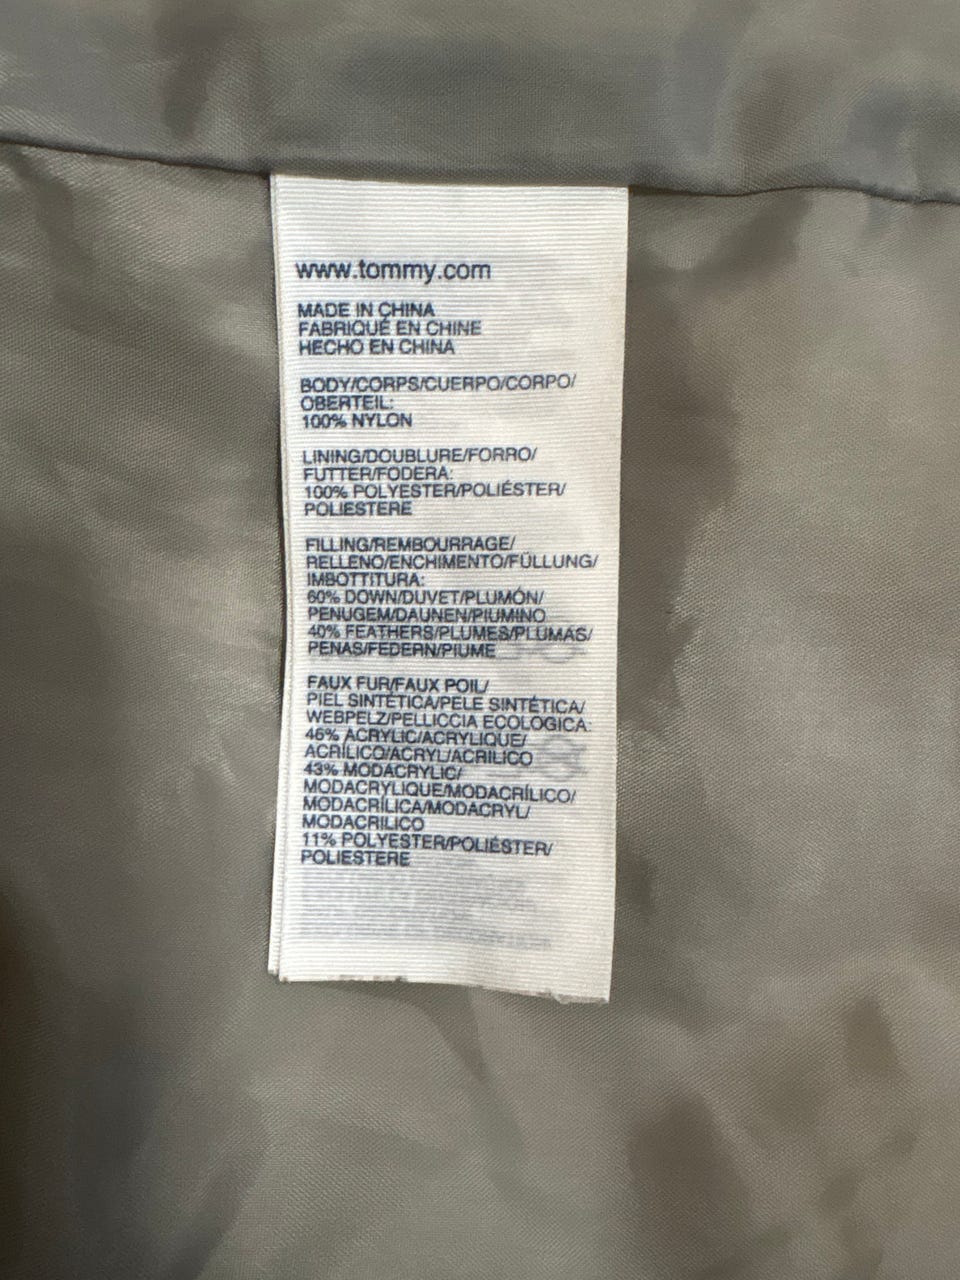 www.tommy.com
MADE IN CHINA
FABRIQUÉ EN CHINE
HECHO EN CHINA
BODY/CORPS/CUERPO/CORPO/
OBERTEIL:
100% NYLON
LINING/DOUBLURE/FORRO/
FUTTER/FODERA:
100% POLYESTER/POLIÉSTER/
POLIESTERE
FILLING/REMBOURRAGE/
RELLENO/ENCHIMENTO/FÜLLUNG/
IMBOTTITURA:
60% DOWN/DUVET/PLUMÓN/
PENUGEM/DAUNEN/PIUMINO
40% FEATHERS/PLUMES/PLUMAS/
PENAS/FEDERN/PIUME
FAUX FUR/FAUX POIL/
PIEL SINTÉTICA/PELE SINTÉTICA/
WEBPELZ/PELLICCIA ECOLOGICA:
46% ACRYLIC/ACRYLIQUE/
ACRÍLICO/ACRYL/ACRILICO
43% MODACRYLIC/
MODACRYLIQUE/MODACRÍLICO/
MODACRÍLICA/MODACRYL/
MODACRILICO
11% POLYESTER/POLIÉSTER/
POLIESTERE